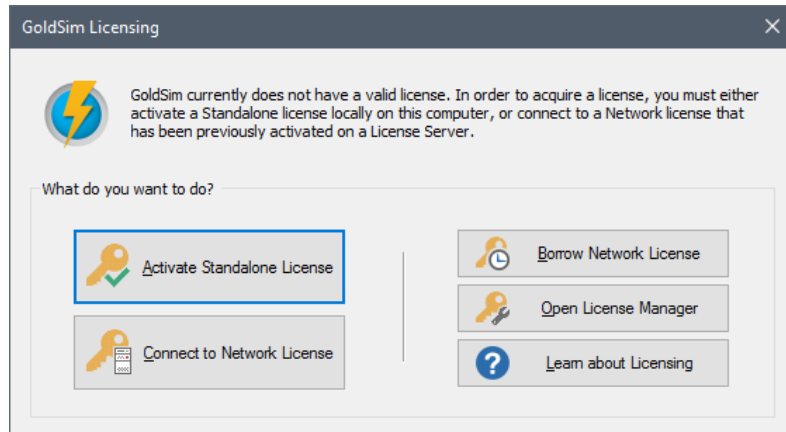 GoldSim Licensing
GoldSim currently does not have a valid license. In order to acquire a license, you must either
activate a Standalone license locally on this computer, or connect to a Network license that
has been previously activated on a License Server.
What do you want to do?
Activate Standalone License
Connect to Network License
Borrow Network License
Open License Manager
Learn about Licensing